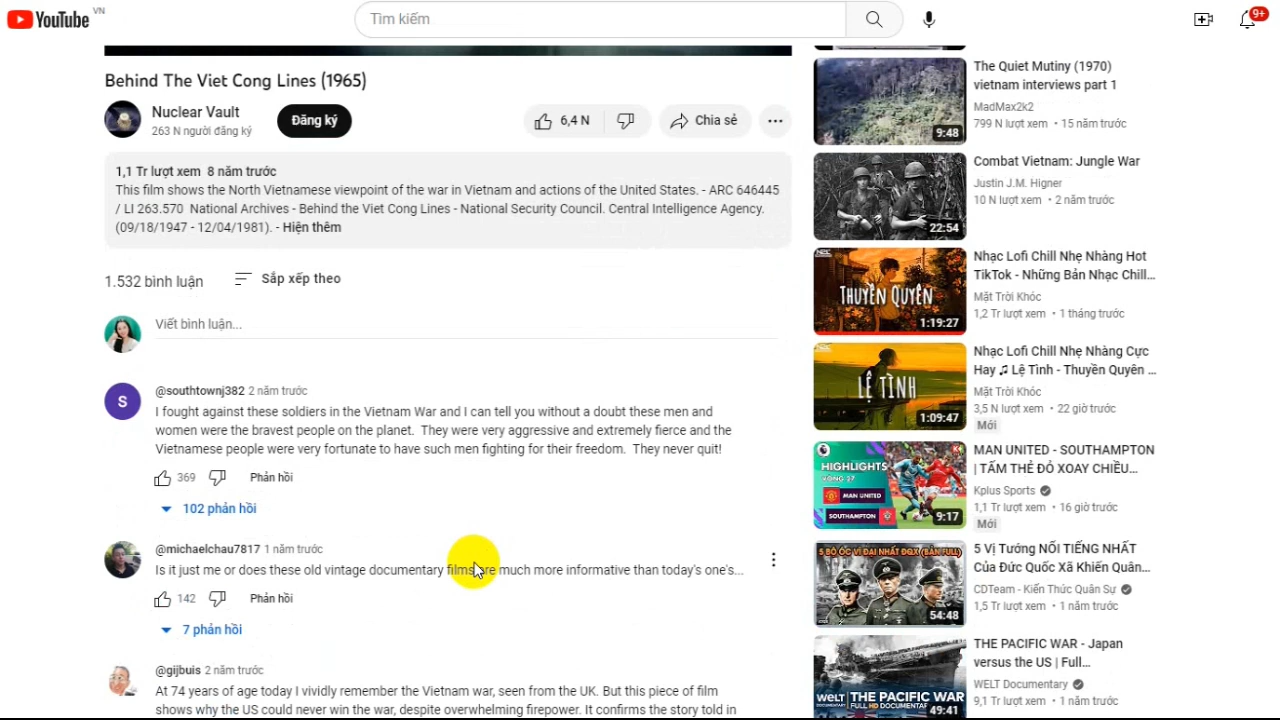 YouTube VN
Tìm kiếm
9+
Behind The Viet Cong Lines (1965)
Nuclear Vault
263 N người đăng ký
Đăng ký
6,4 N
Chia sẻ
1,1 Tr lượt xem 8 năm trước
This film shows the North Vietnamese viewpoint of the war in Vietnam and actions of the United States. - ARC 646445
/ LI 263.570 National Archives - Behind the Viet Cong Lines - National Security Council. Central Intelligence Agency.
(09/18/1947 - 12/04/1981). - Hiện thêm
1.532 bình luận
Sắp xếp theo
Viết bình luận...
S
@southtownj382 2 năm trước
I fought against these soldiers in the Vietnam War and I can tell you without a doubt these men and
women were the bravest people on the planet. They were very aggressive and extremely fierce and the
Vietnamese people were very fortunate to have such men fighting for their freedom. They never quit!
369
Phản hồi
102 phản hồi
@michaelchau7817 1 năm trước
Is it just me or does these old vintage documentary films are much more informative than today's one's...
142
Phản hồi
7 phản hồi
@gijbuis 2 năm trước
At 74 years of age today I vividly remember the Vietnam war, seen from the UK. But this piece of film
shows why the US could never win the war, despite overwhelming firepower. It confirms the story told in
9:48
The Quiet Mutiny (1970)
vietnam interviews part 1
MadMax2k2
799 N lượt xem • 15 năm trước
22:54
Combat Vietnam: Jungle War
Justin J.M. Higner
10 N lượt xem • 2 năm trước
THUYỀN QUYÊN
1:19:27
Nhạc Lofi Chill Nhẹ Nhàng Hot
TikTok - Những Bản Nhạc Chill...
Mặt Trời Khóc
1,2 Tr lượt xem • 1 tháng trước
LỆ TÌNH
1:09:47
Nhạc Lofi Chill Nhẹ Nhàng Cực
Hay ♫ Lệ Tình - Thuyền Quyên ...
Mặt Trời Khóc
3,5 N lượt xem • 22 giờ trước
Mới
HIGHLIGHTS
VÒNG 27
MAN UNITED
SOUTHAMPTON
9:17
MAN UNITED - SOUTHAMPTON
| TẤM THẺ ĐỎ XOAY CHIỀU...
Kplus Sports
1,1 Tr lượt xem • 16 giờ trước
Mới
5 BỘ ÓC VĨ ĐẠI NHẤT ĐQX (BẢN FULL)
54:48
5 Vị Tướng NỔI TIẾNG NHẤT
Của Đức Quốc Xã Khiến Quân...
CDTeam - Kiến Thức Quân Sự
1,5 Tr lượt xem • 1 năm trước
WELT
DOCUMENTARY
THE PACIFIC WAR
FULL HD DOCUMENTAR
49:41
THE PACIFIC WAR - Japan
versus the US | Full...
WELT Documentary
9,1 Tr lượt xem • 1 năm trước